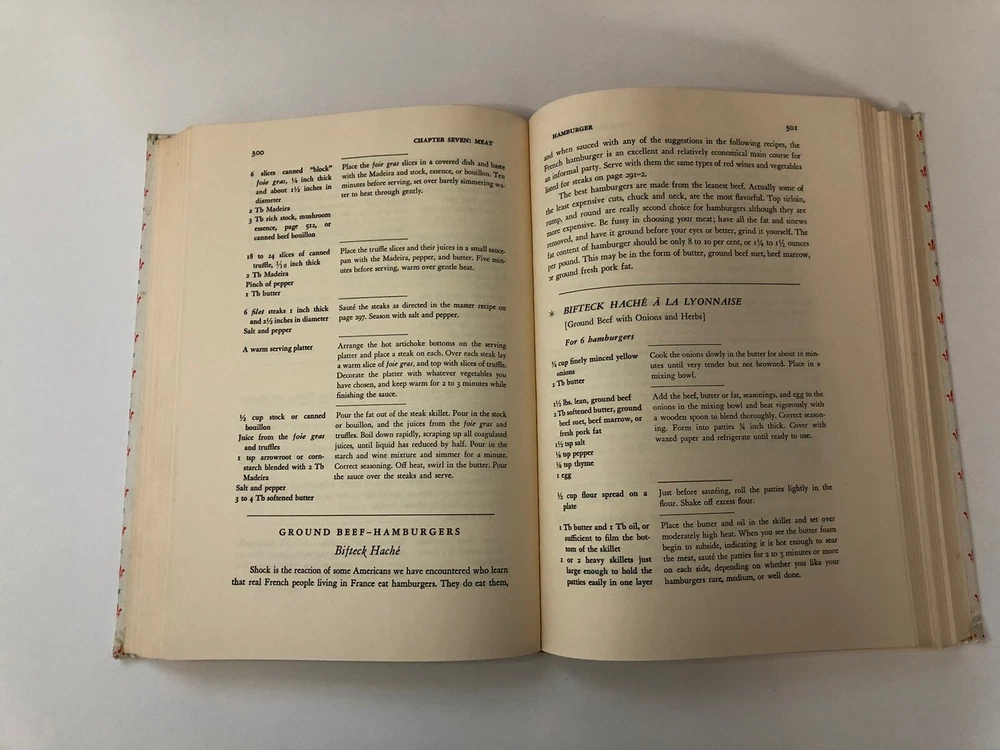 300
CHAPTER SEVEN: MEAT
6 slices canned "block"
foie gras, ¼ inch thick
and about 1½ inches in
diameter
2 Tb Madeira
3 Tb rich stock, mushroom
essence, page 512, or
canned beef bouillon
Place the foie gras slices in a covered dish and baste
with the Madeira and stock, essence, or bouillon. Ten
minutes before serving, set over barely simmering wa-
ter to heat through gently.
18 to 24 slices of canned
truffle, 1/16 inch thick
2 Tb Madeira
Pinch of pepper
1 Tb butter
Place the truffle slices and their juices in a small sauce-
pan with the Madeira, pepper, and butter. Five min-
utes before serving, warm over gentle heat.
6 filet steaks 1 inch thick
and 2½ inches in diameter
Salt and pepper
Sauté the steaks as directed in the master recipe on
page 297. Season with salt and pepper.
A warm serving platter
Arrange the hot artichoke bottoms on the serving
platter and place a steak on each. Over each steak lay
a warm slice of foie gras, and top with slices of truffle.
Decorate the platter with whatever vegetables you
have chosen, and keep warm for 2 to 3 minutes while
finishing the sauce.
½ cup stock or canned
bouillon
Juice from the foie gras
and truffles
1 tsp arrowroot or corn-
starch blended with 2 Tb
Madeira
Salt and pepper
3 to 4 Tb softened butter
Pour the fat out of the steak skillet. Pour in the stock
or bouillon, and the juices from the foie gras and
truffles. Boil down rapidly, scraping up all coagulated
juices, until liquid has reduced by half. Pour in the
starch and wine mixture and simmer for a minute.
Correct seasoning. Off heat, swirl in the butter. Pour
the sauce over the steaks and serve.
GROUND BEEF–HAMBURGERS
Bifteck Haché
Shock is the reaction of some Americans we have encountered who learn
that real French people living in France eat hamburgers. They do eat them,
HAMBURGER
301
and when sauced with any of the suggestions in the following recipes, the
French hamburger is an excellent and relatively economical main course for
an informal party. Serve with them the same types of red wines and vegetables
listed for steaks on page 291–2.
The best hamburgers are made from the leanest beef. Actually some of
the least expensive cuts, chuck and neck, are the most flavorful. Top sirloin,
rump, and round are really second choice for hamburgers although they are
more expensive. Be fussy in choosing your meat; have all the fat and sinews
removed, and have it ground before your eyes or better, grind it yourself. The
fat content of hamburger should be only 8 to 10 per cent, or 1¼ to 1½ ounces
per pound. This may be in the form of butter, ground beef suet, beef marrow,
or ground fresh pork fat.
* BIFTECK HACHÉ À LA LYONNAISE
[Ground Beef with Onions and Herbs]
For 6 hamburgers
¾ cup finely minced yellow
onions
2 Tb butter
Cook the onions slowly in the butter for about 10 min-
utes until very tender but not browned. Place in a
mixing bowl.
1½ lbs. lean, ground beef
2 Tb softened butter, ground
beef suet, beef marrow, or
fresh pork fat
1½ tsp salt
⅛ tsp pepper
⅛ tsp thyme
1 egg
Add the beef, butter or fat, seasonings, and egg to the
onions in the mixing bowl and beat vigorously with
a wooden spoon to blend thoroughly. Correct season-
ing. Form into patties ¾ inch thick. Cover with
waxed paper and refrigerate until ready to use.
½ cup flour spread on a
plate
Just before sautéing, roll the patties lightly in the
flour. Shake off excess flour.
1 Tb butter and 1 Tb oil, or
sufficient to film the bot-
tom of the skillet
1 or 2 heavy skillets just
large enough to hold the
patties easily in one layer
Place the butter and oil in the skillet and set over
moderately high heat. When you see the butter foam
begin to subside, indicating it is hot enough to sear
the meat, sauté the patties for 2 to 3 minutes or more
on each side, depending on whether you like your
hamburgers rare, medium, or well done.